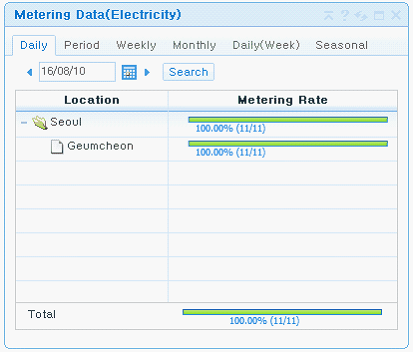 Metering Data(Electricity)
Daily Period Weekly Monthly Daily(Week) Seasonal
16/08/10 Search
Location Metering Rate
Seoul
100.00% (11/11)
Geumcheon
100.00% (11/11)
Total
100.00% (11/11)